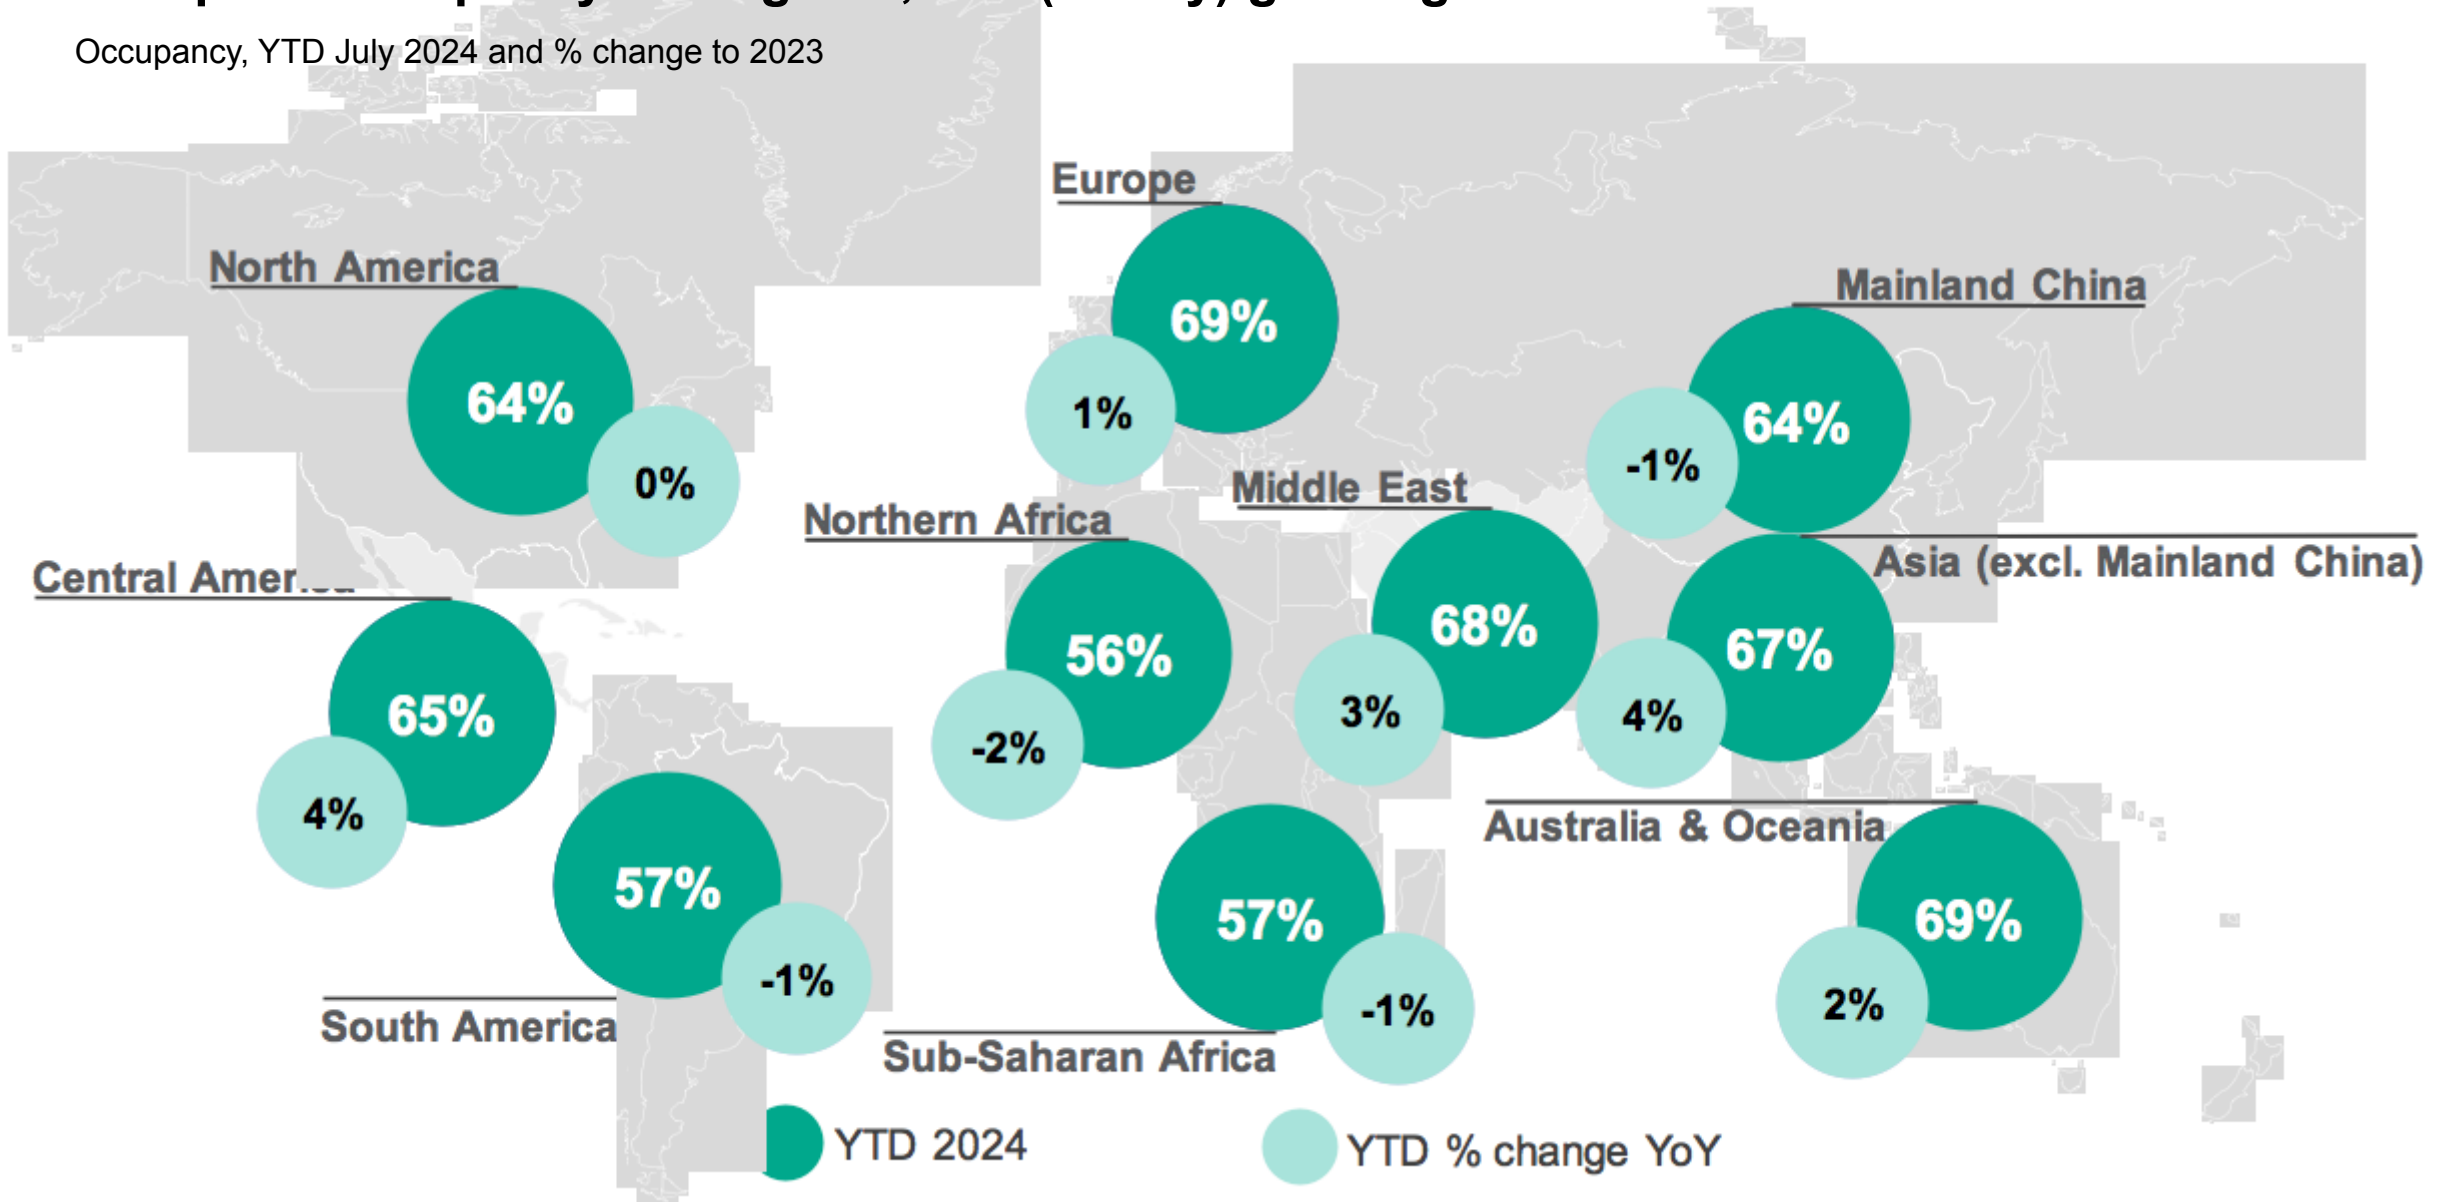 Occupancy, YTD July 2024 and % change to 2023
Europe
69%
1%
North America
64%
0%
Mainland China
64%
-1%
Middle East
68%
3%
Northern Africa
56%
-2%
Asia (excl. Mainland China)
67%
4%
Central
65%
4%
Australia & Oceania
69%
2%
57%
-1%
South America
57%
-1%
Sub-Saharan Africa
YTD 2024
YTD % change YoY